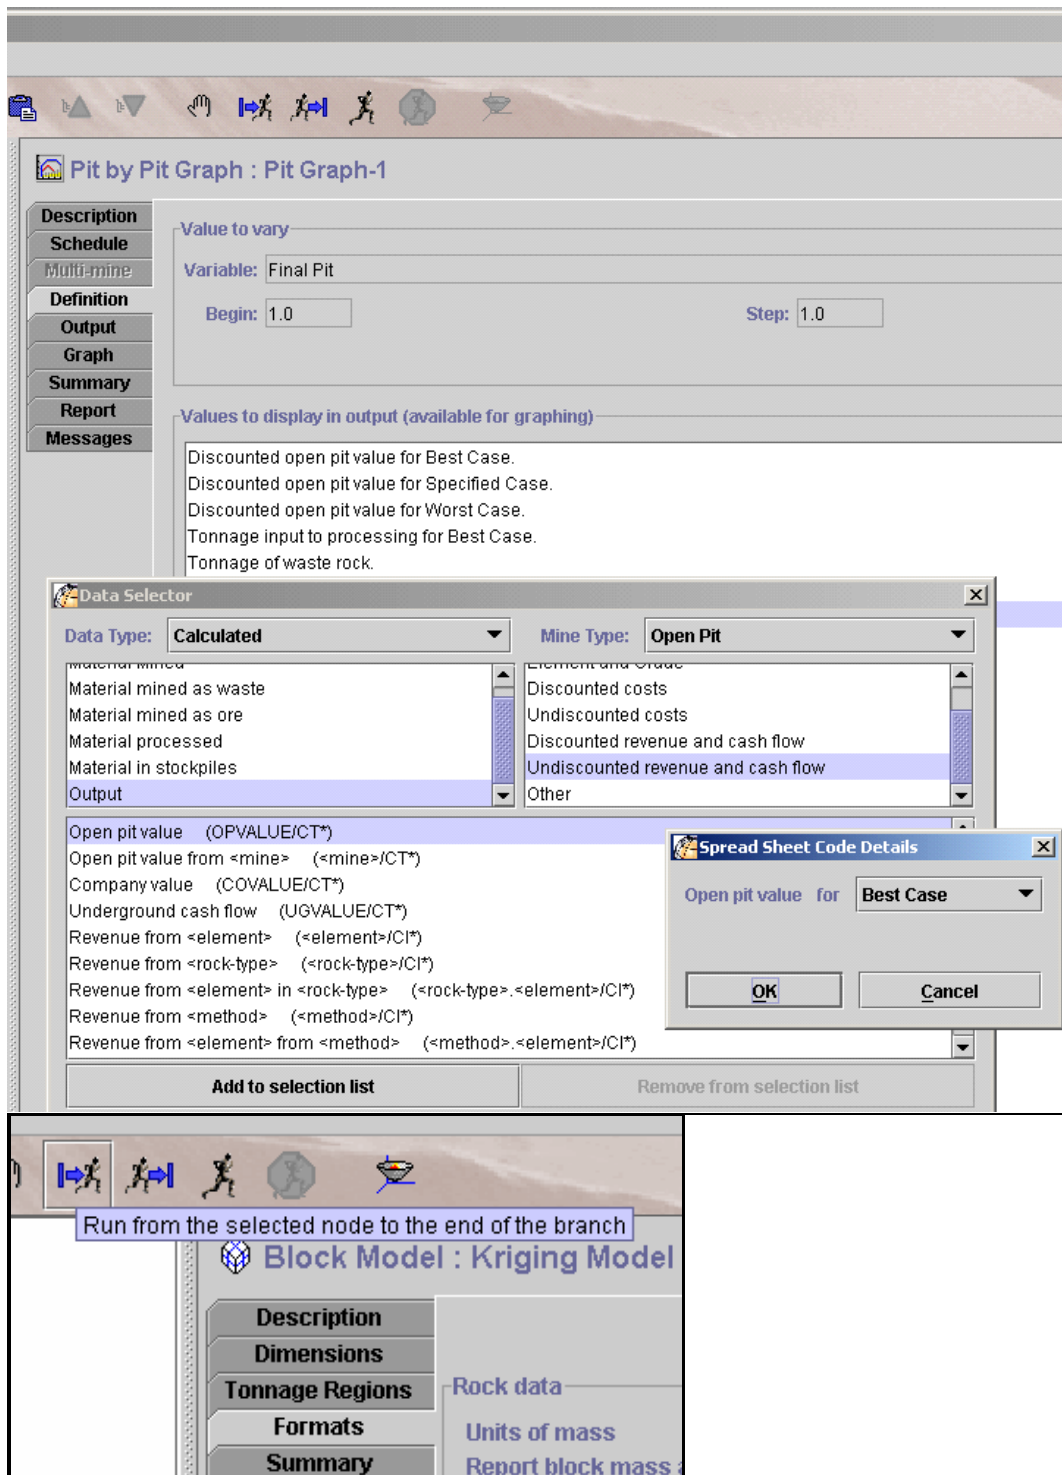 Pit by Pit Graph : Pit Graph-1
Description
Schedule
Multi-mine
Definition
Output
Graph
Summary
Report
Messages
Value to vary
Variable: Final Pit
Begin: 1.0 Step: 1.0
Values to display in output (available for graphing)
Discounted open pit value for Best Case.
Discounted open pit value for Specified Case.
Discounted open pit value for Worst Case.
Tonnage input to processing for Best Case.
Tonnage of waste rock.
Data Selector
Data Type: Calculated Mine Type: Open Pit
Material Mined
Material mined as waste
Material mined as ore
Material processed
Material in stockpiles
Output
Element and Grade
Discounted costs
Undiscounted costs
Discounted revenue and cash flow
Undiscounted revenue and cash flow
Other
Open pit value (OPVALUE/CT*)
Open pit value from <mine> (<mine>/CT*)
Company value (COVALUE/CT*)
Underground cash flow (UGVALUE/CT*)
Revenue from <element> (<element>/CI*)
Revenue from <rock-type> (<rock-type>/CI*)
Revenue from <element> in <rock-type> (<rock-type>.<element>/CI*)
Revenue from <method> (<method>/CI*)
Revenue from <element> from <method> (<method>.<element>/CI*)
Add to selection list Remove from selection list
Spread Sheet Code Details
Open pit value for Best Case
OK Cancel
Run from the selected node to the end of the branch
Block Model : Kriging Model
Description
Dimensions
Tonnage Regions
Formats
Summary
Rock data
Units of mass
Report block mass